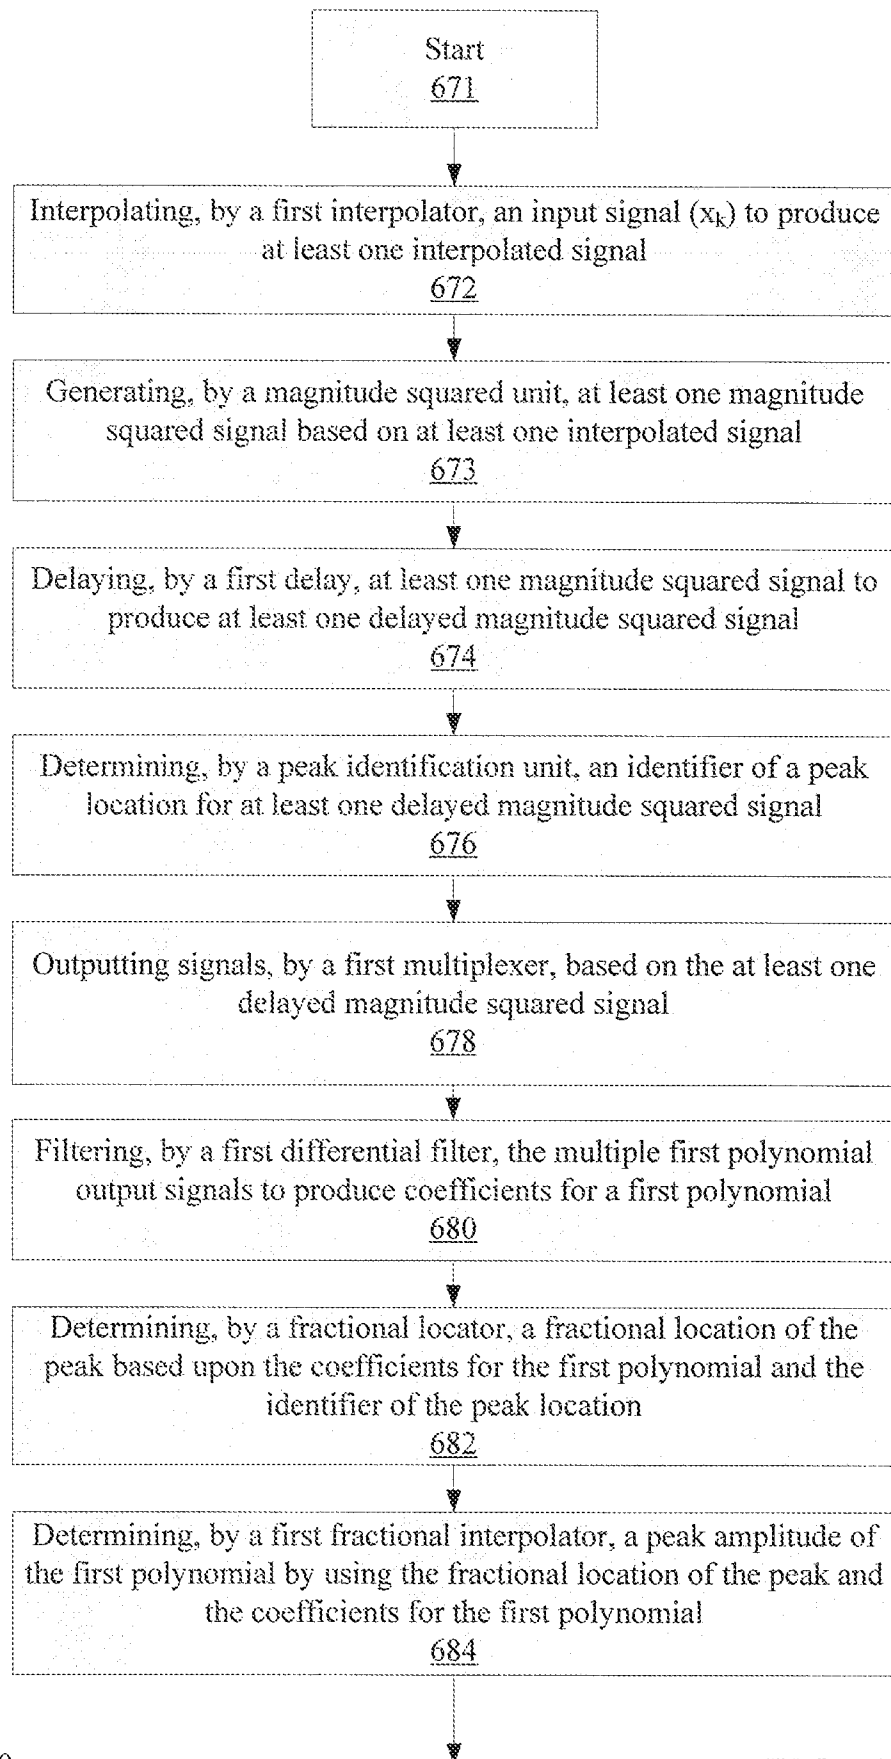 Start
671
Interpolating, by a first interpolator, an input signal (xk) to produce
at least one interpolated signal
672
Generating, by a magnitude squared unit, at least one magnitude
squared signal based on at least one interpolated signal
673
Delaying, by a first delay, at least one magnitude squared signal to
produce at least one delayed magnitude squared signal
674
Determining, by a peak identification unit, an identifier of a peak
location for at least one delayed magnitude squared signal
676
Outputting signals, by a first multiplexer, based on the at least one
delayed magnitude squared signal
678
Filtering, by a first differential filter, the multiple first polynomial
output signals to produce coefficients for a first polynomial
680
Determining, by a fractional locator, a fractional location of the
peak based upon the coefficients for the first polynomial and the
identifier of the peak location
682
Determining, by a first fractional interpolator, a peak amplitude of
the first polynomial by using the fractional location of the peak and
the coefficients for the first polynomial
684